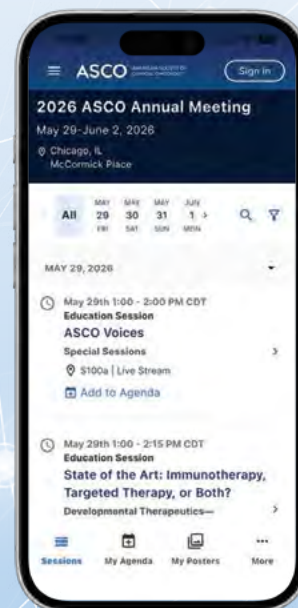 ASCO
Sign In
2026 ASCO Annual Meeting
May 29-June 2, 2026
Chicago, IL
McCormick Place
All
MAY MAY MAY JUN
29 30 31 1 >
FRI SAT SUN MON
MAY 29, 2026
May 29th 1:00 - 2:00 PM CDT
Education Session
ASCO Voices
Special Sessions
S100a | Live Stream
Add to Agenda
May 29th 1:00 - 2:15 PM CDT
Education Session
State of the Art: Immunotherapy,
Targeted Therapy, or Both?
Developmental Therapeutics—
Sessions My Agenda My Posters More